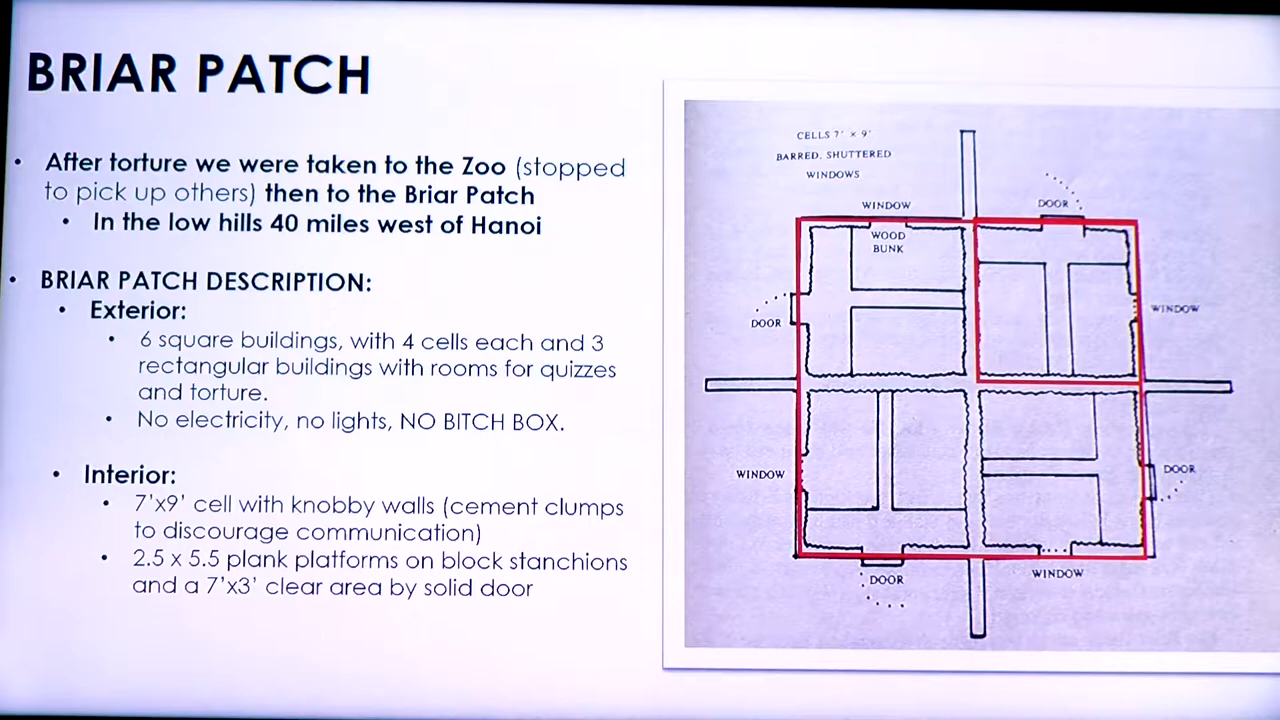 BRIAR PATCH
• After torture we were taken to the Zoo (stopped
to pick up others) then to the Briar Patch
• In the low hills 40 miles west of Hanoi
• BRIAR PATCH DESCRIPTION:
• Exterior:
• 6 square buildings, with 4 cells each and 3
rectangular buildings with rooms for quizzes
and torture.
• No electricity, no lights, NO BITCH BOX.
• Interior:
• 7'x9' cell with knobby walls (cement clumps
to discourage communication)
• 2.5 x 5.5 plank platforms on block stanchions
and a 7'x3' clear area by solid door
CELLS 7' × 9'
BARRED, SHUTTERED
WINDOWS
WINDOW
DOOR
WOOD
BUNK
WINDOW
DOOR
WINDOW
DOOR
DOOR
WINDOW